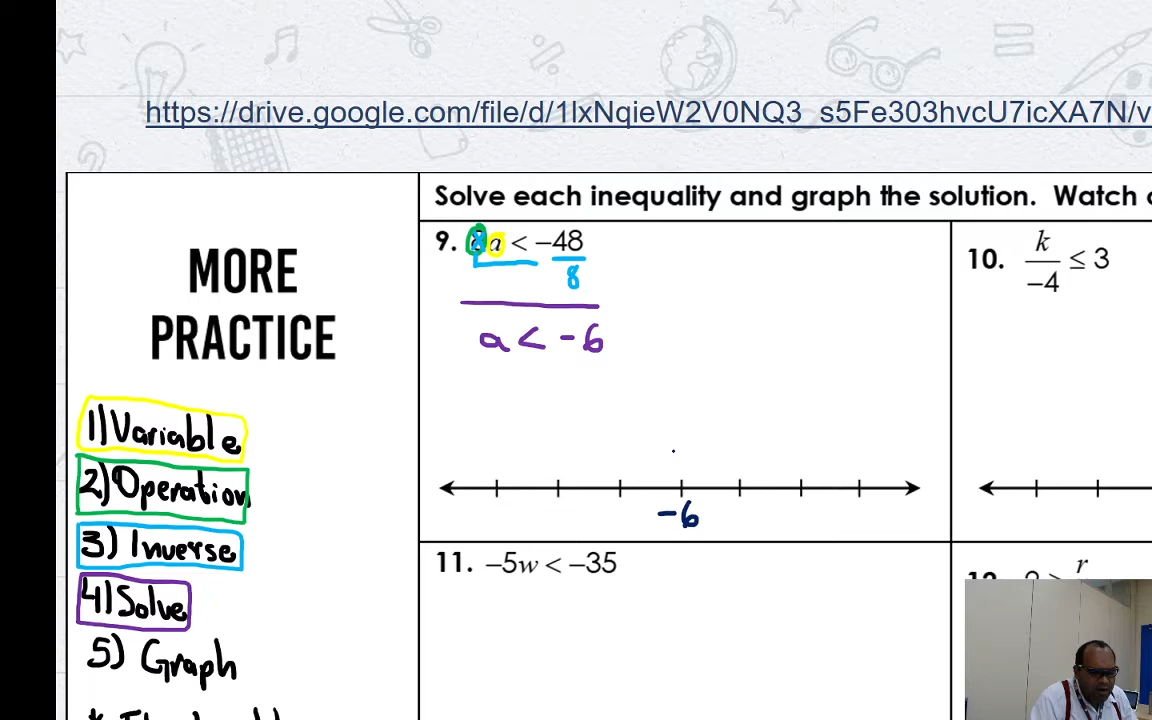 https://drive.google.com/file/d/1lxNqieW2V0NQ3_s5Fe303hvcU7icXA7N/v
Solve each inequality and graph the solution. Watch
MORE
PRACTICE
1) Variable
2) Operation
3) Inverse
4) Solve
5) Graph
9. 8a < −48
8
a < -6
-6
10. k
−4 ≤ 3
11. −5w < −35
r